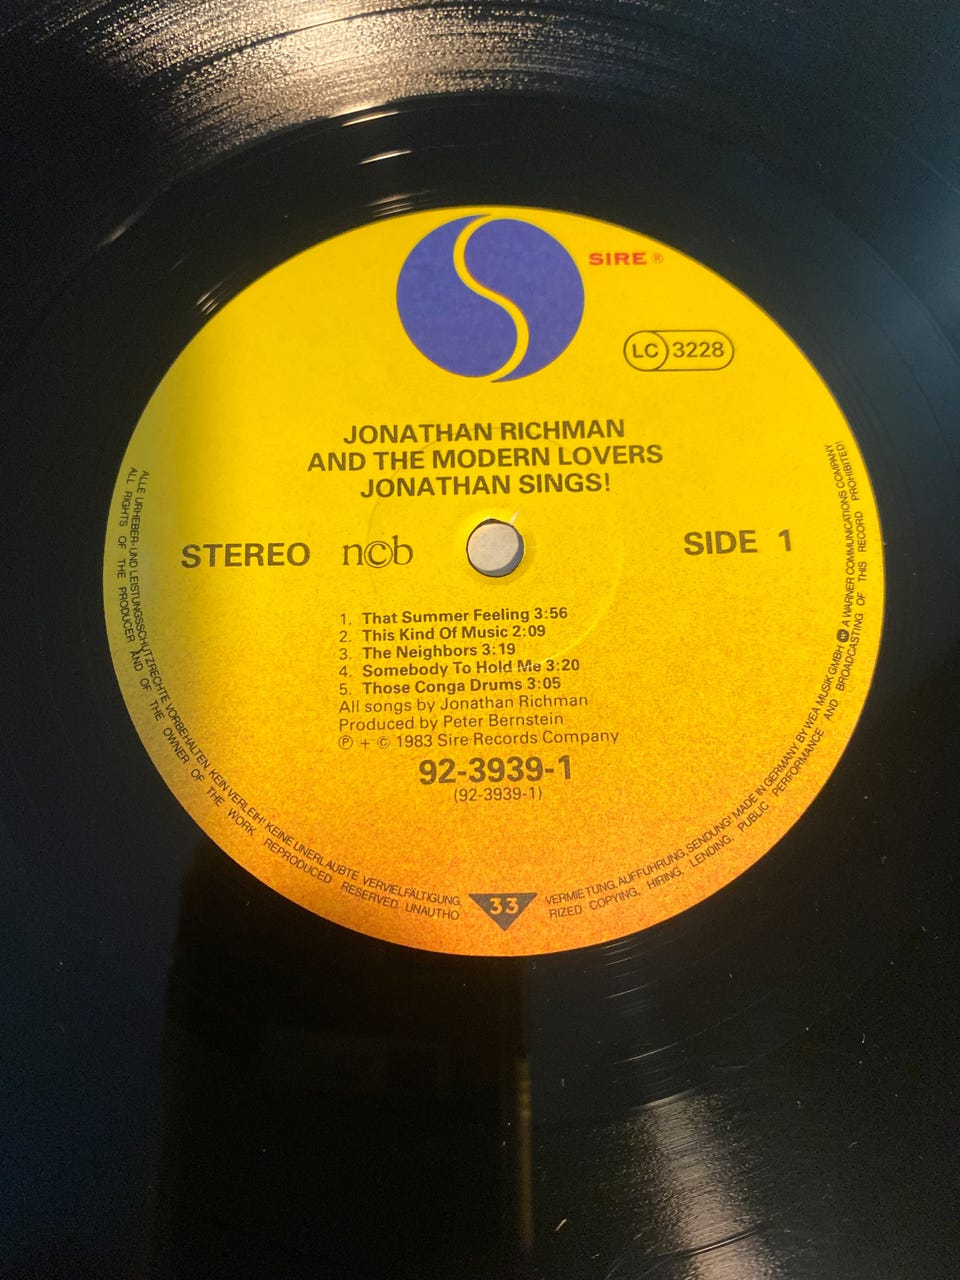 SIRE®
LC 3228
JONATHAN RICHMAN
AND THE MODERN LOVERS
JONATHAN SINGS!
STEREO n©b SIDE 1
1. That Summer Feeling 3:56
2. This Kind Of Music 2:09
3. The Neighbors 3:19
4. Somebody To Hold Me 3:20
5. Those Conga Drums 3:05
All songs by Jonathan Richman
Produced by Peter Bernstein
℗ + © 1983 Sire Records Company
92-3939-1
(92-3939-1)
33
ALLE URHEBER- UND LEISTUNGSSCHUTZRECHTE VORBEHALTEN. KEIN VERLEIH! KEINE UNERLAUBTE VERVIELFÄLTIGUNG, VERMIETUNG, AUFFÜHRUNG, SENDUNG! MADE IN GERMANY. BY WEA MUSIK GMBH A WARNER COMMUNICATIONS COMPANY
ALL RIGHTS OF THE PRODUCER AND OF THE OWNER OF THE WORK REPRODUCED RESERVED. UNAUTHORIZED COPYING, HIRING, LENDING, PUBLIC PERFORMANCE AND BROADCASTING OF THIS RECORD PROHIBITED!